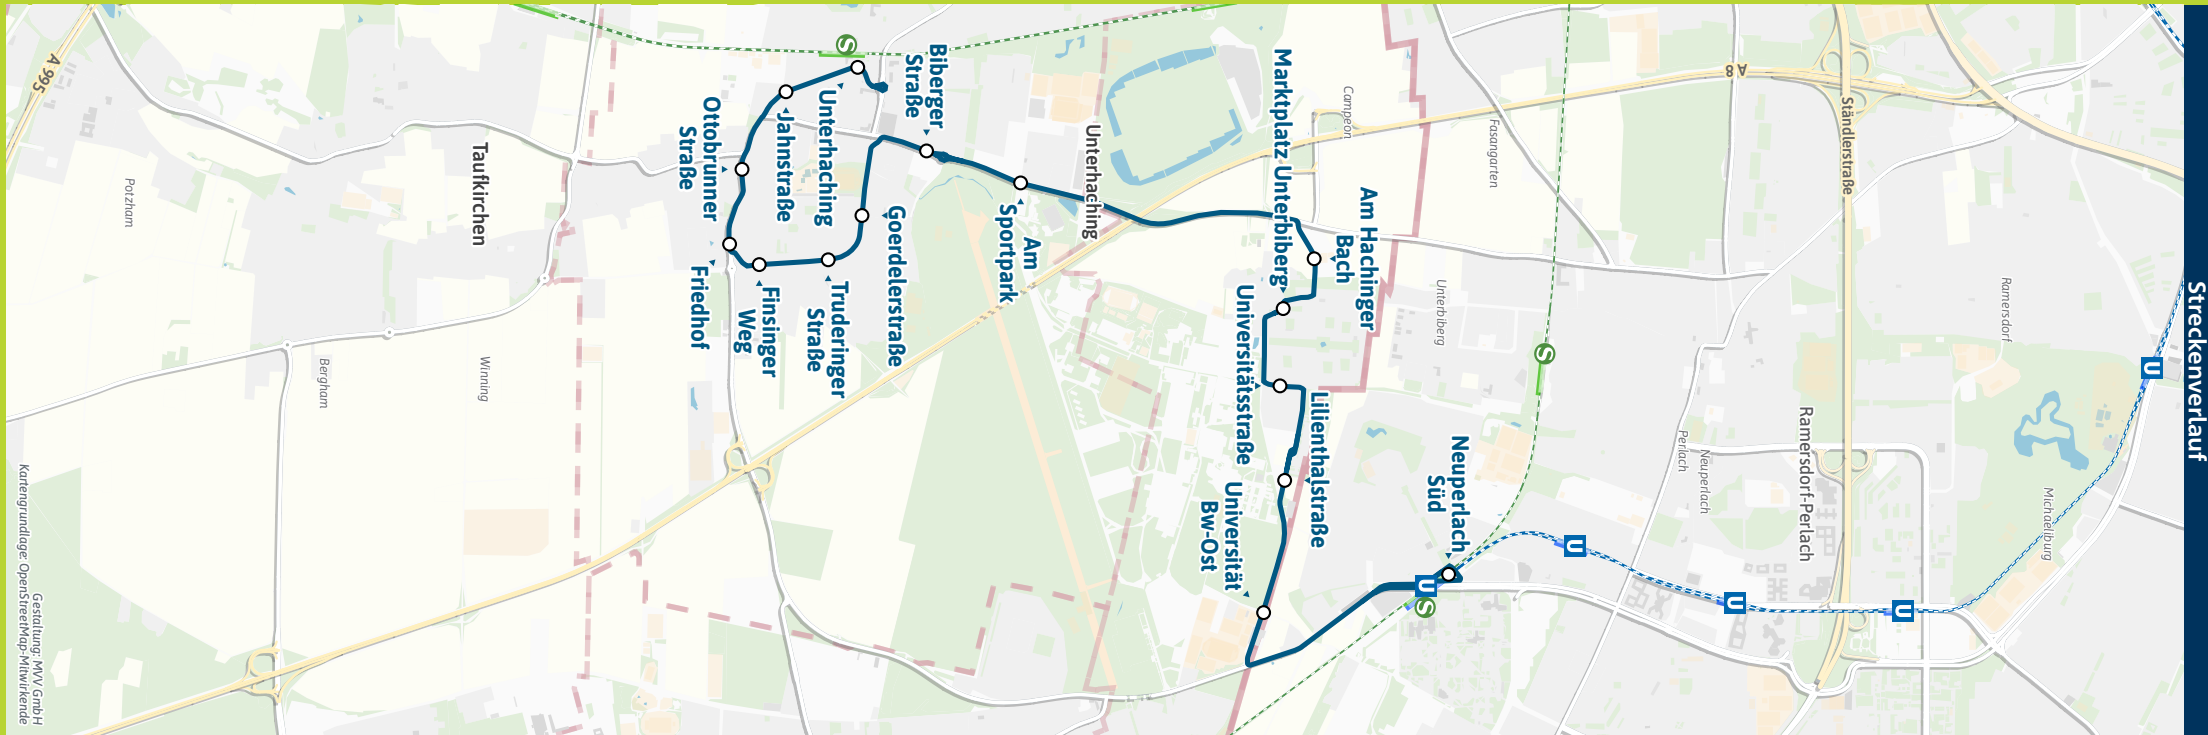 Streckenverlauf
Ständlerstraße
A 8
Ramersdorf
Michaeliburg
Ramersdorf-Perlach
Neuperlach
Perlach
Fasangarten
Campeon
Unterbiberg
Neuperlach
Süd
Am Hachinger
Bach
Marktplatz Unterbiberg
Universitätsstraße
Lilienthalstraße
Universität
Bw-Ost
Unterhaching
Am
Sportpark
Biberger
Straße
Goerdelerstraße
Truderinger
Straße
Finsinger
Weg
Friedhof
Ottobrunner
Straße
Jahnstraße
Unterhaching
Taufkirchen
Winning
Bergham
Potzham
A 995
U
U
U
U
U
S
S
S
Gestaltung: MVV GmbH
Kartengrundlage: OpenStreetMap-Mitwirkende